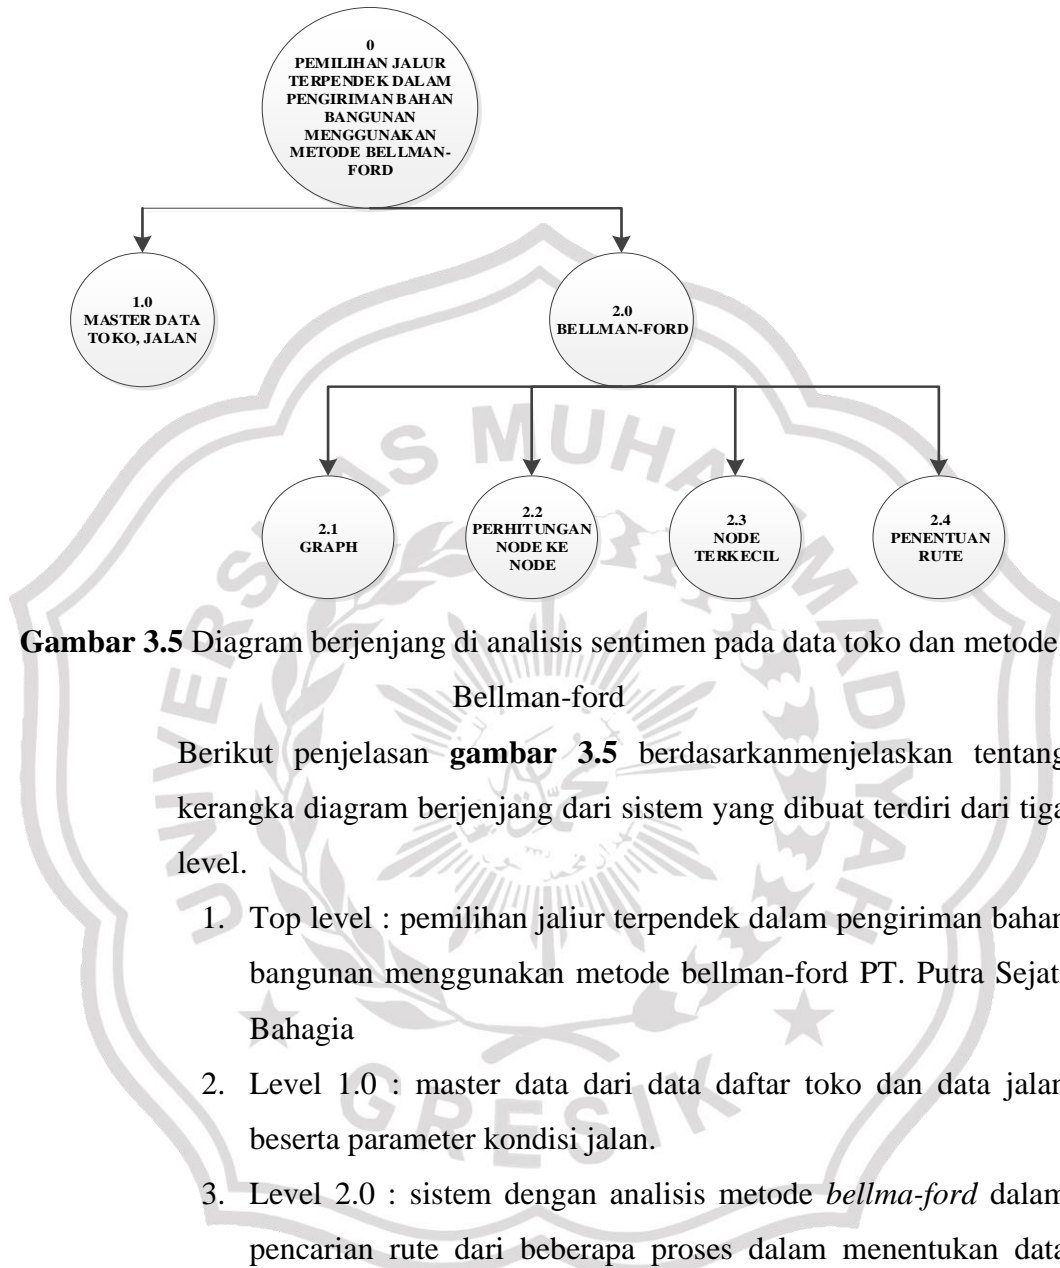 0
PEMILIHAN JALUR
TERPENDEK DALAM
PENGIRIMAN BAHAN
BANGUNAN
MENGGUNAKAN
METODE BELLMAN-
FORD
1.0
MASTER DATA
TOKO, JALAN
2.0
BELLMAN-FORD
2.1
GRAPH
2.2
PERHITUNGAN
NODE KE
NODE
2.3
NODE
TERKECIL
2.4
PENENTUAN
RUTE
UNIVERSITAS MUHAMMADIYAH
GRESIK
Gambar 3.5 Diagram berjenjang di analisis sentimen pada data toko dan metode
Bellman-ford
Berikut penjelasan gambar 3.5 berdasarkanmenjelaskan tentang
kerangka diagram berjenjang dari sistem yang dibuat terdiri dari tiga
level.
1. Top level : pemilihan jaliur terpendek dalam pengiriman bahan
bangunan menggunakan metode bellman-ford PT. Putra Sejati
Bahagia
2. Level 1.0 : master data dari data daftar toko dan data jalan
beserta parameter kondisi jalan.
3. Level 2.0 : sistem dengan analisis metode bellma-ford dalam
pencarian rute dari beberapa proses dalam menentukan data